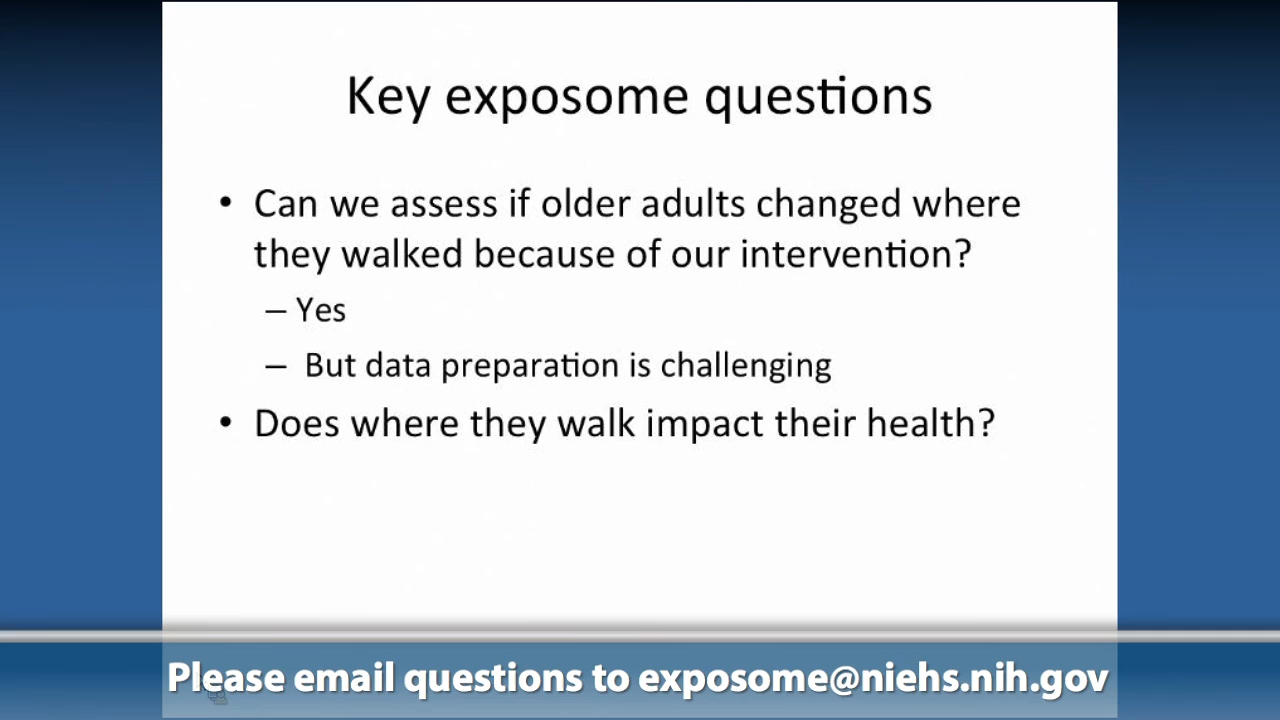 Key exposome questions
• Can we assess if older adults changed where
they walked because of our intervention?
– Yes
– But data preparation is challenging
• Does where they walk impact their health?
Please email questions to exposome@niehs.nih.gov